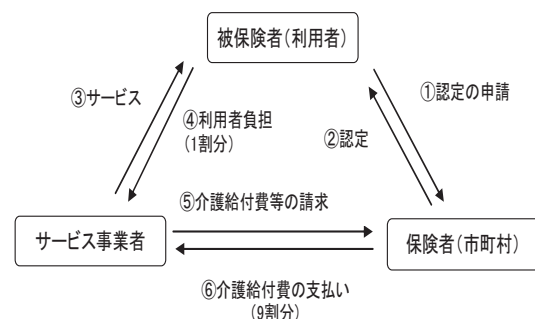 被保険者(利用者)
③サービス
①認定の申請
④利用者負担
(1割分)
②認定
⑤介護給付費等の請求
サービス事業者
保険者(市町村)
⑥介護給付費の支払い
(9割分)